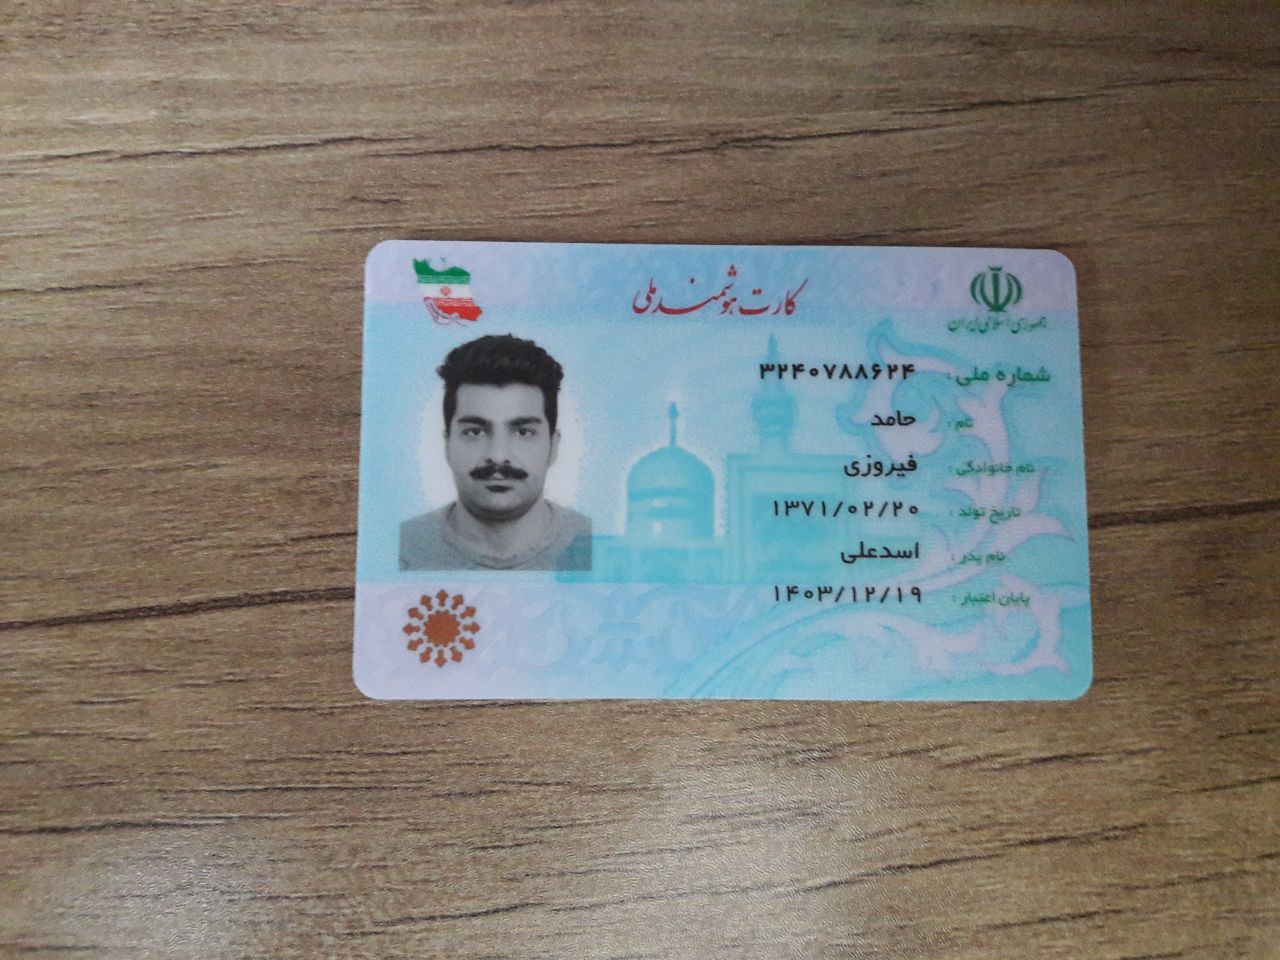 کارت هوشمند ملی
جمهوری اسلامی ایران
شماره ملی : ۳۲۴۰۷۸۸۶۲۴
نام : حامد
نام خانوادگی : فیروزی
تاریخ تولد : ۱۳۷۱/۰۲/۲۰
نام پدر : اسدعلی
پایان اعتبار : ۱۴۰۳/۱۲/۱۹